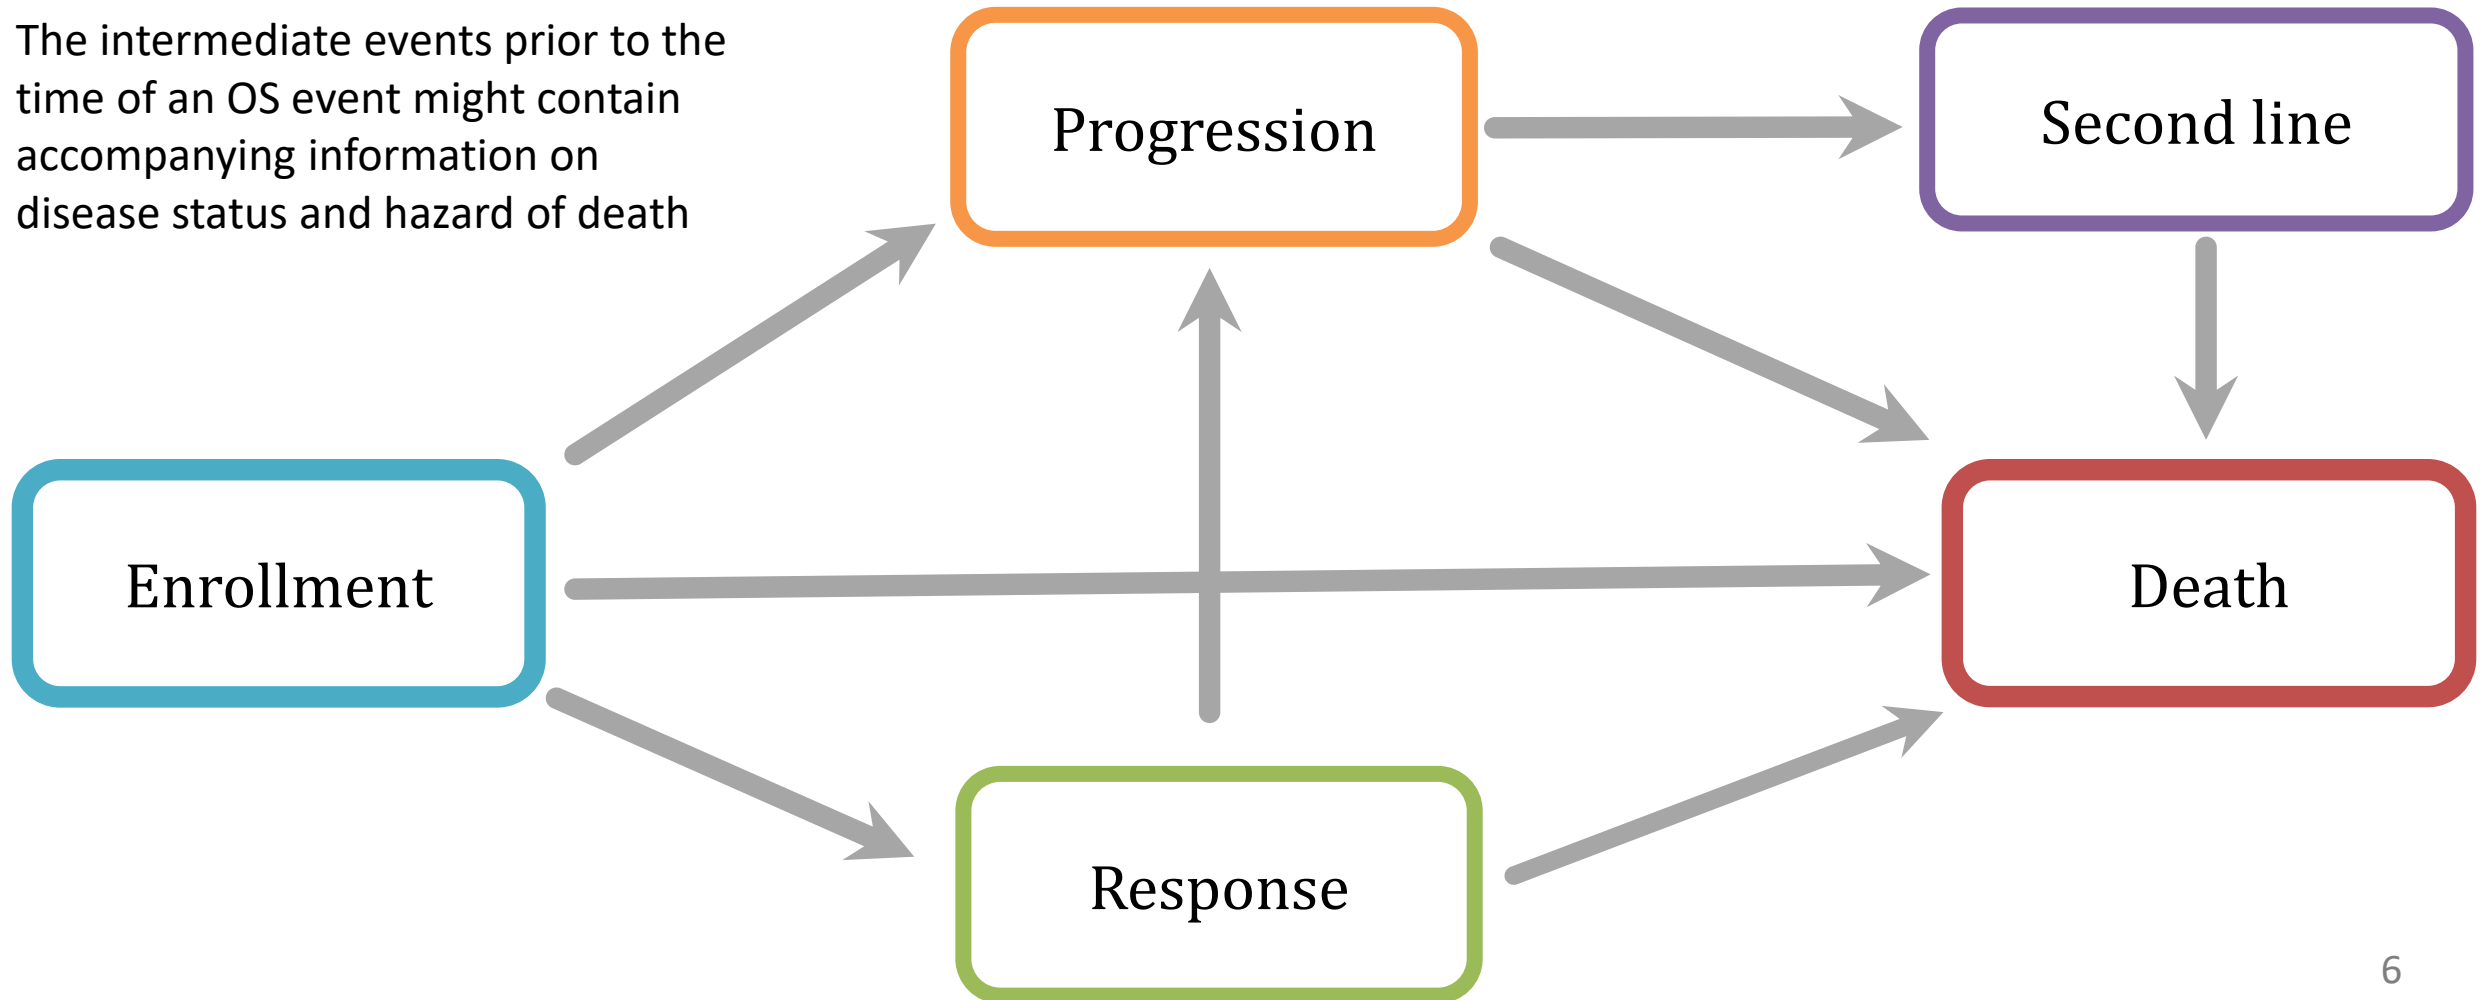 The intermediate events prior to the
time of an OS event might contain
accompanying information on
disease status and hazard of death
Progression
Second line
Enrollment
Death
Response
6